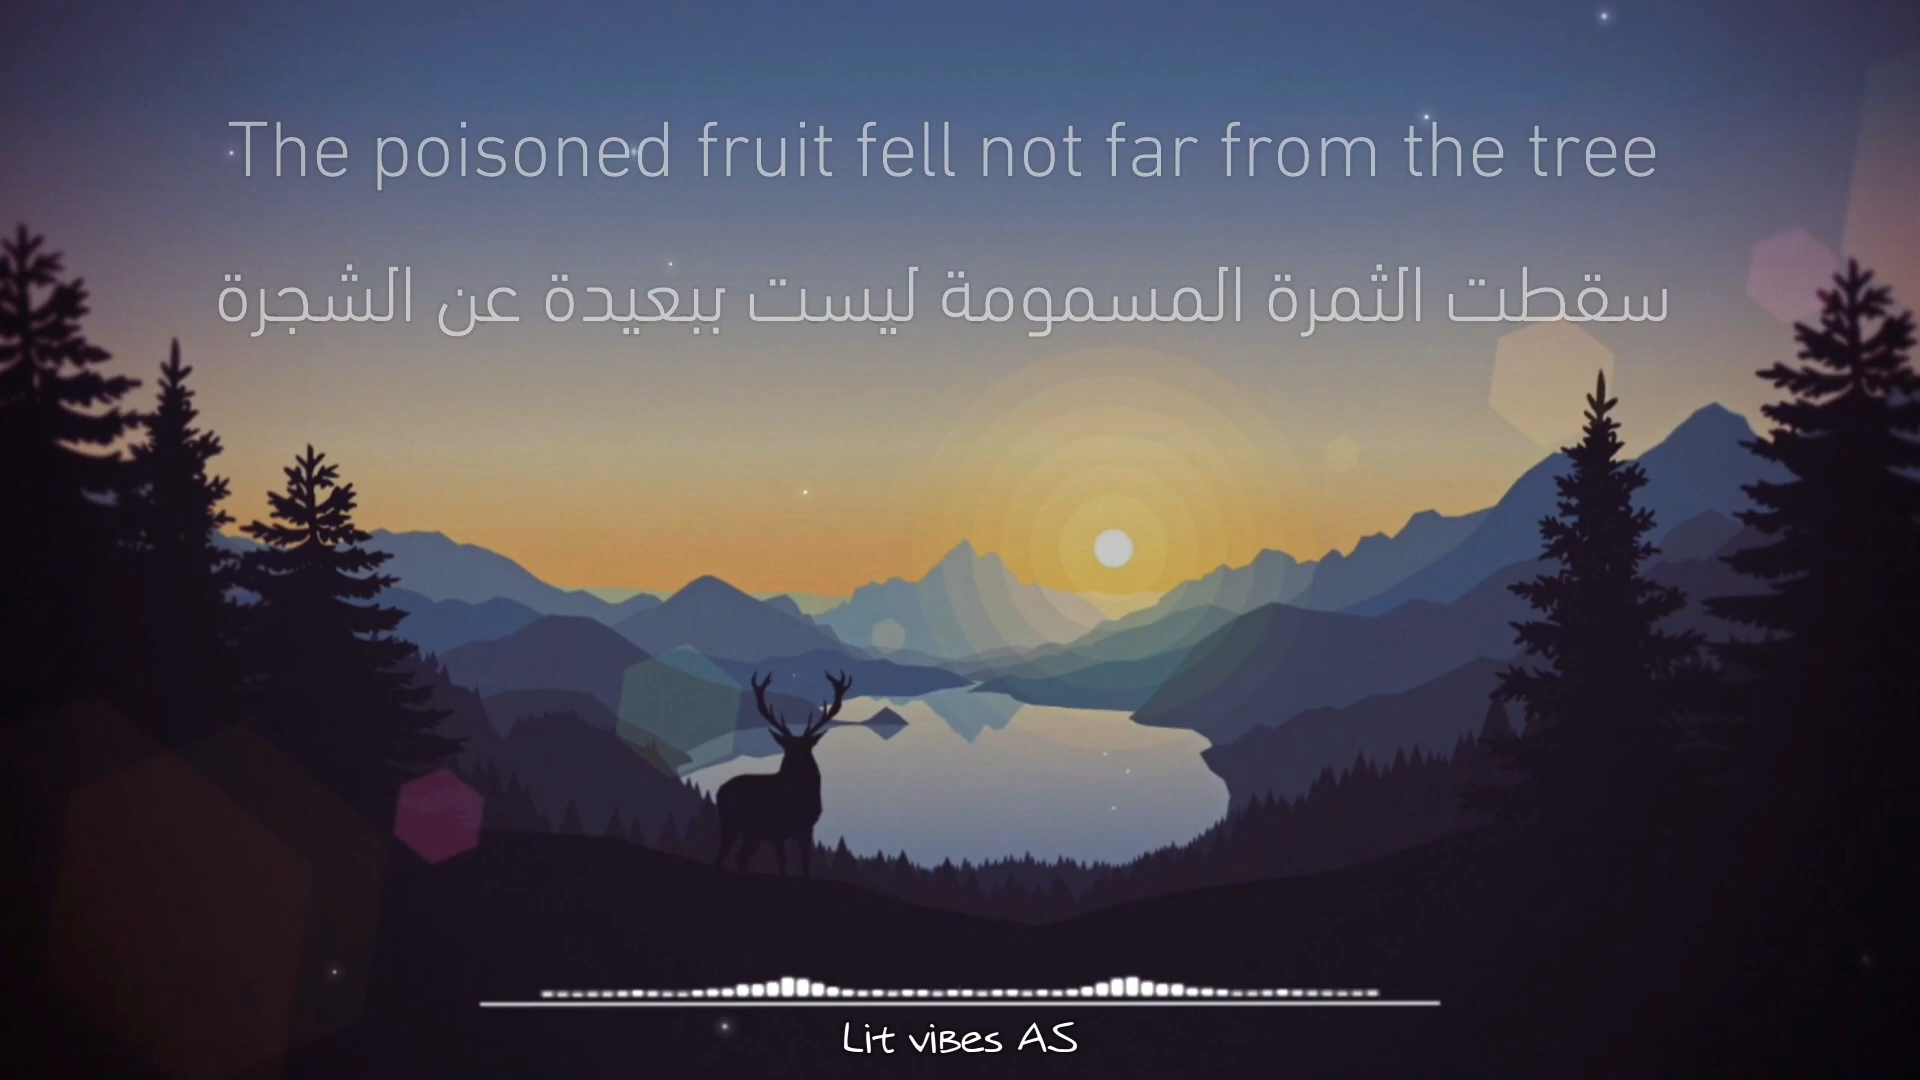 The poisoned fruit fell not far from the tree
سقطت الثمرة المسمومة ليست ببعيدة عن الشجرة
Lit vibes AS